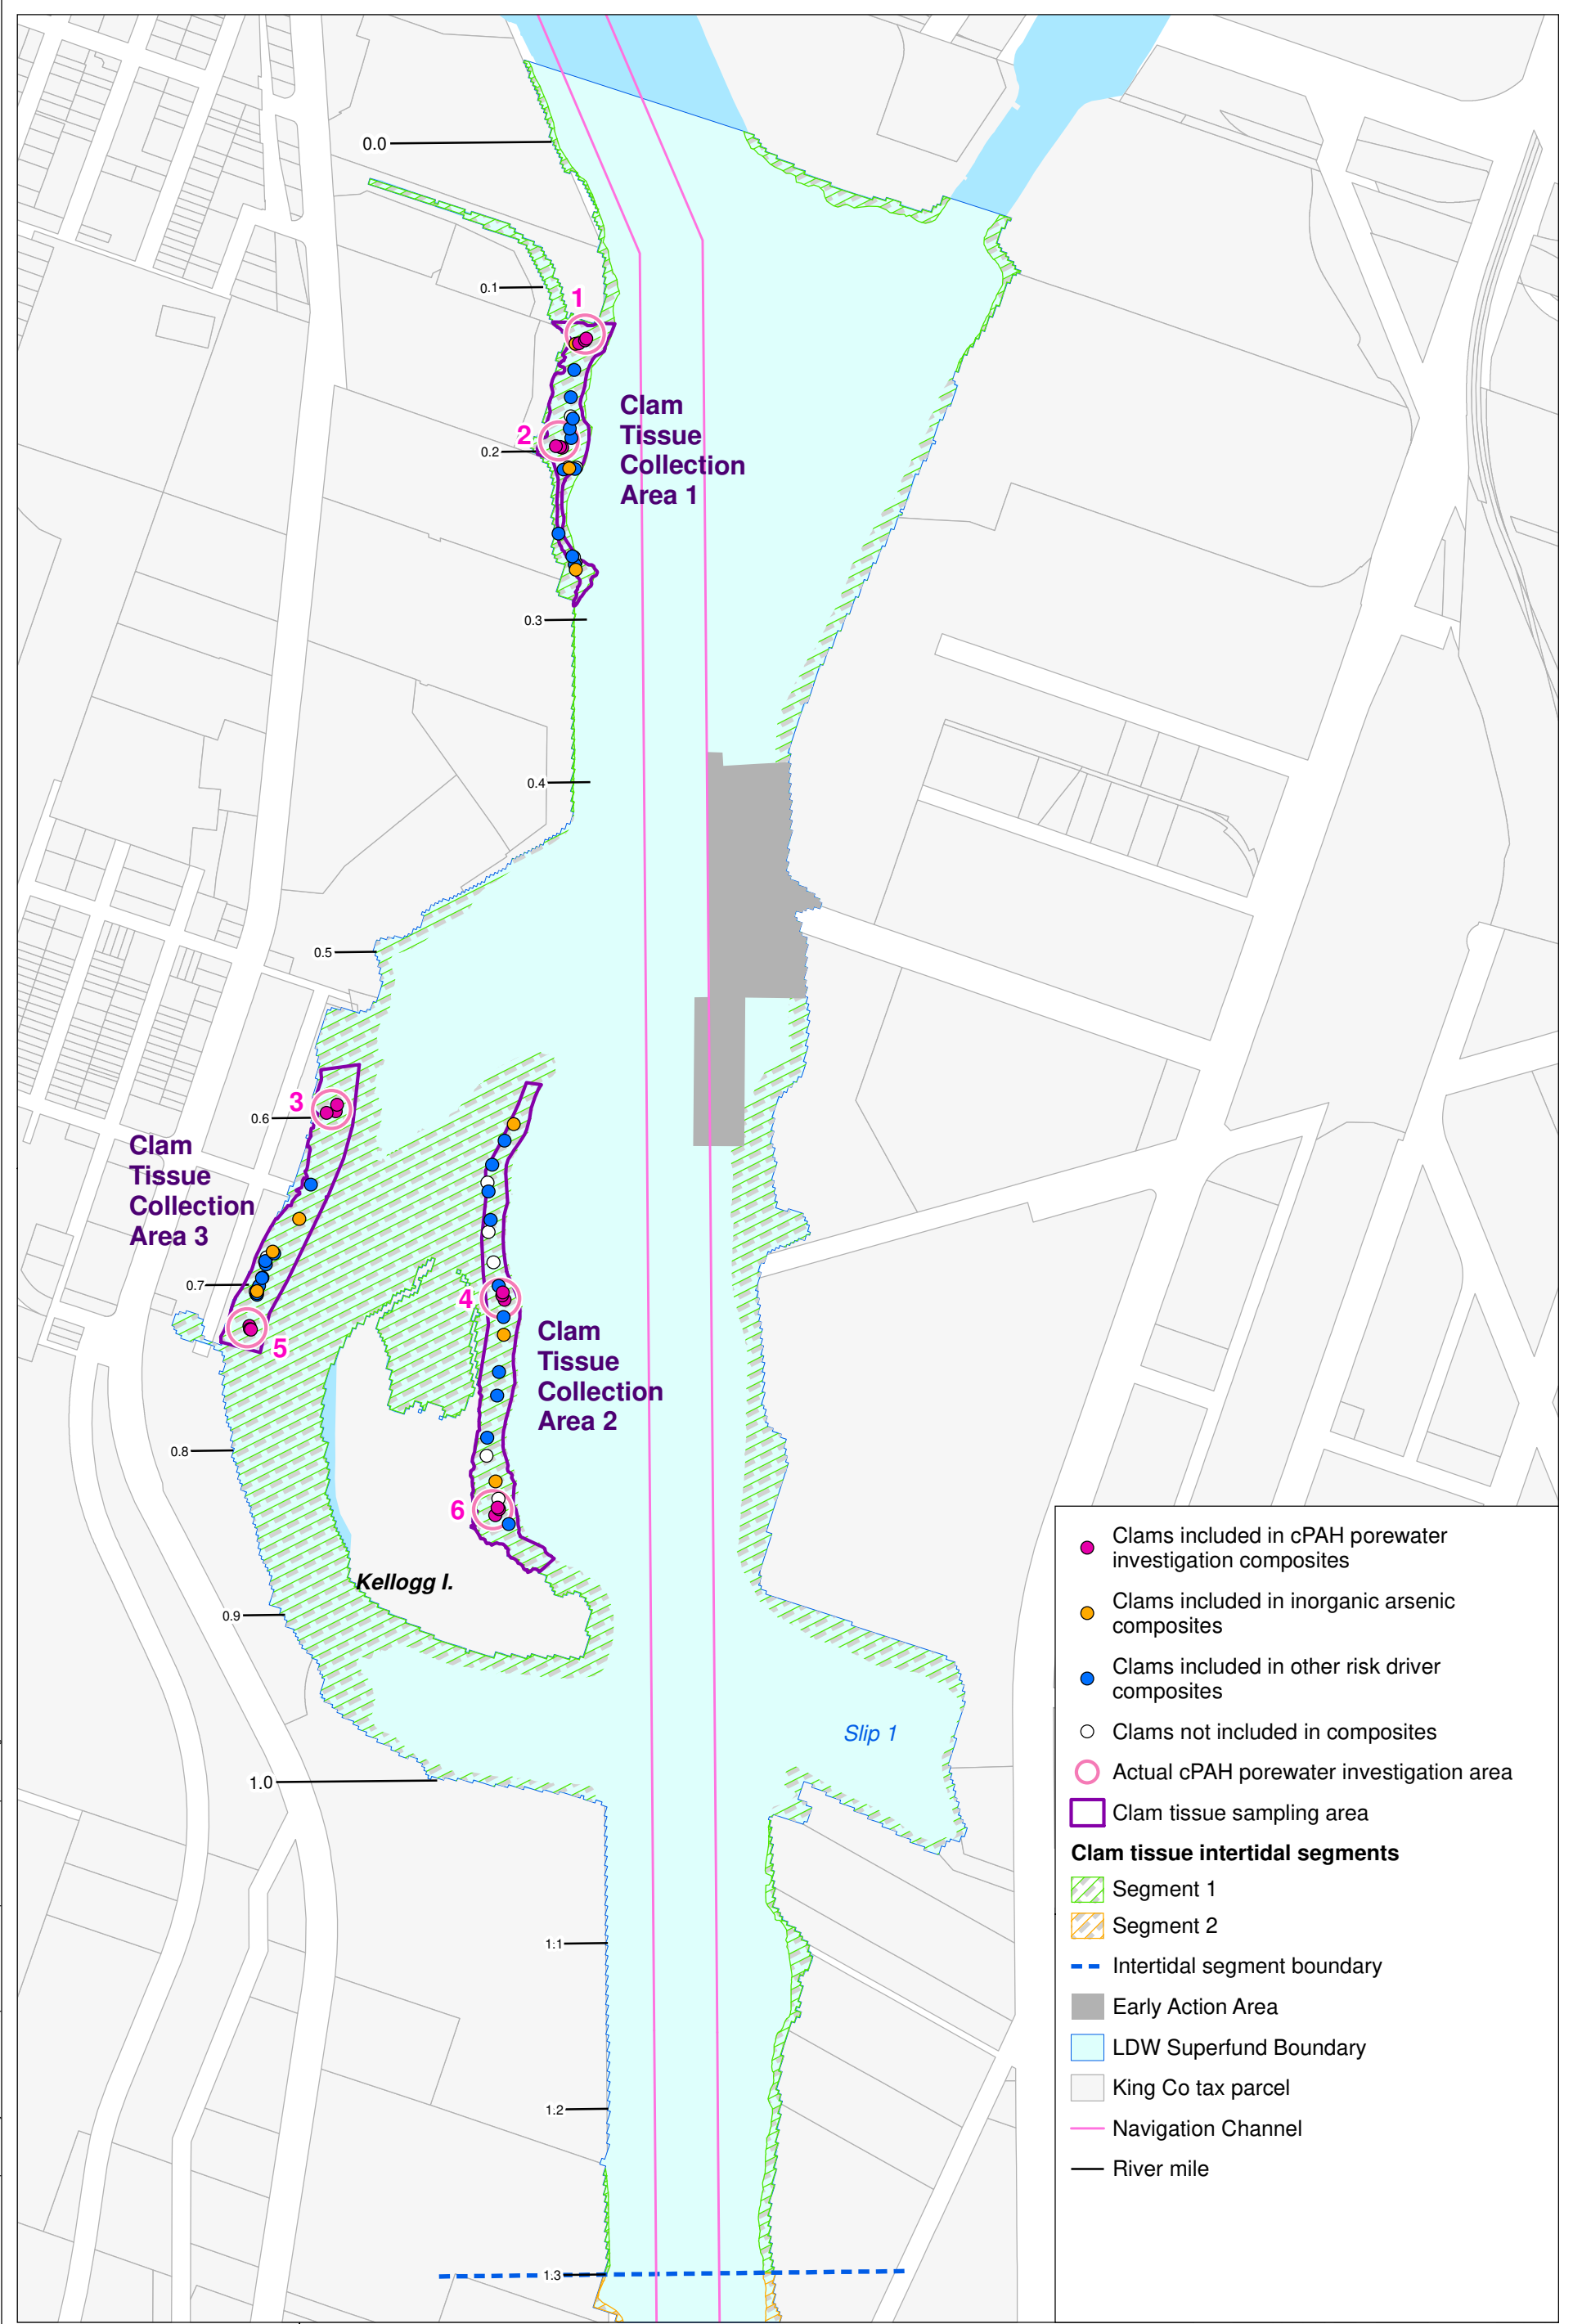 0.0
0.1
1
Clam
Tissue
Collection
Area 1
2
0.2
0.3
0.4
0.5
3
0.6
Clam
Tissue
Collection
Area 3
0.7
4
5
Clam
Tissue
Collection
Area 2
0.8
6
Kellogg I.
0.9
Slip 1
1.0
1.1
1.2
1.3
Clams included in cPAH porewater
investigation composites
Clams included in inorganic arsenic
composites
Clams included in other risk driver
composites
Clams not included in composites
Actual cPAH porewater investigation area
Clam tissue sampling area
Clam tissue intertidal segments
Segment 1
Segment 2
Intertidal segment boundary
Early Action Area
LDW Superfund Boundary
King Co tax parcel
Navigation Channel
River mile